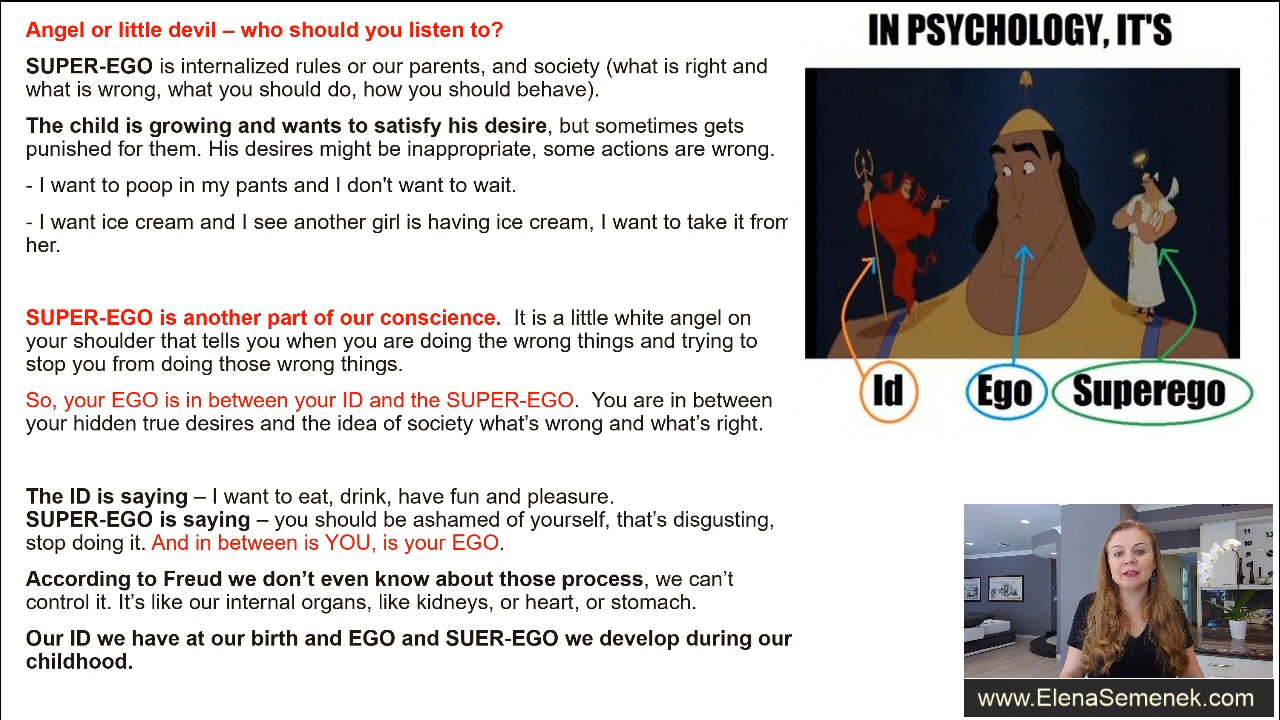 Angel or little devil – who should you listen to?
SUPER-EGO is internalized rules or our parents, and society (what is right and
what is wrong, what you should do, how you should behave).
The child is growing and wants to satisfy his desire, but sometimes gets
punished for them. His desires might be inappropriate, some actions are wrong.
- I want to poop in my pants and I don't want to wait.
- I want ice cream and I see another girl is having ice cream, I want to take it from
her.
SUPER-EGO is another part of our conscience.  It is a little white angel on
your shoulder that tells you when you are doing the wrong things and trying to
stop you from doing those wrong things.
So, your EGO is in between your ID and the SUPER-EGO.  You are in between
your hidden true desires and the idea of society what’s wrong and what’s right.
The ID is saying – I want to eat, drink, have fun and pleasure.
SUPER-EGO is saying – you should be ashamed of yourself, that’s disgusting,
stop doing it. And in between is YOU, is your EGO.
According to Freud we don’t even know about those process, we can’t
control it. It’s like our internal organs, like kidneys, or heart, or stomach.
Our ID we have at our birth and EGO and SUER-EGO we develop during our
childhood.
IN PSYCHOLOGY, IT'S
Id Ego Superego
www.ElenaSemenek.com